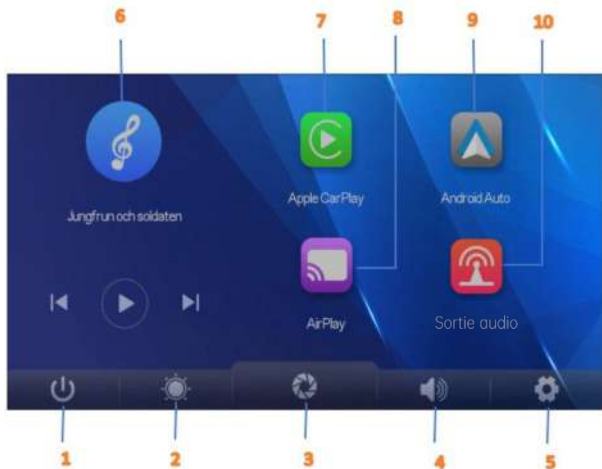 6 7 8 9 10
Jungfrun och soldaten
Apple CarPlay
Android Auto
AirPlay
Sortie audio
1 2 3 4 5